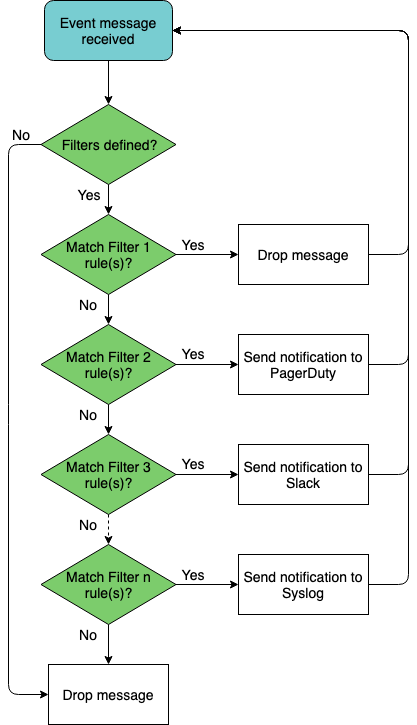 Event message
received
No
Filters defined?
Yes
Match Filter 1
rule(s)?
Yes
Drop message
No
Match Filter 2
rule(s)?
Yes
Send notification to
PagerDuty
No
Match Filter 3
rule(s)?
Yes
Send notification to
Slack
No
Match Filter n
rule(s)?
Yes
Send notification to
Syslog
No
Drop message